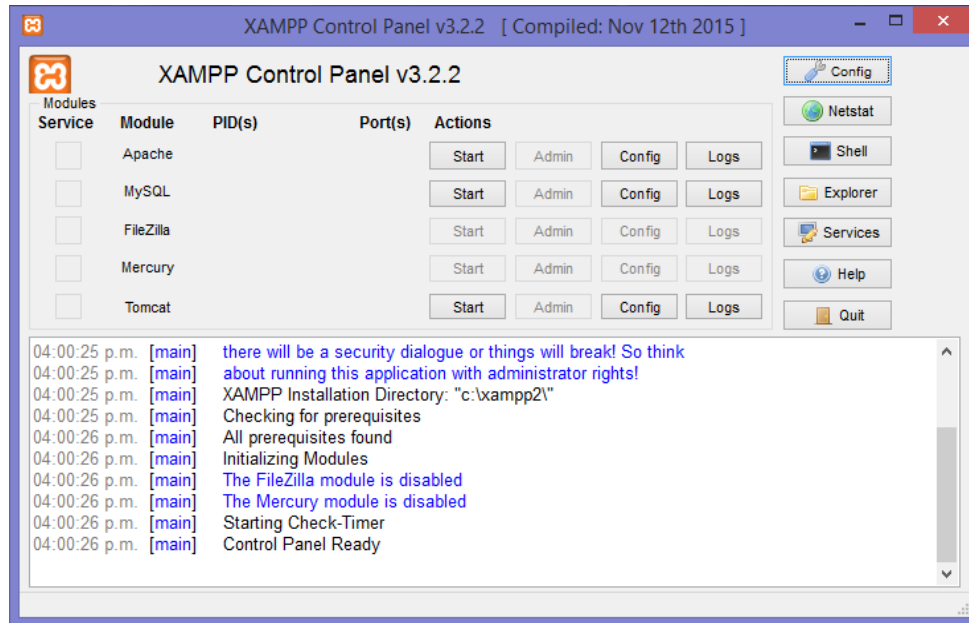 XAMPP Control Panel v3.2.2 [ Compiled: Nov 12th 2015 ]
XAMPP Control Panel v3.2.2
Config
Modules
Service Module PID(s) Port(s) Actions
Netstat
Apache Start Admin Config Logs
Shell
MySQL Start Admin Config Logs
Explorer
FileZilla Start Admin Config Logs
Services
Mercury Start Admin Config Logs
Help
Tomcat Start Admin Config Logs
Quit
04:00:25 p.m. [main] there will be a security dialogue or things will break! So think
04:00:25 p.m. [main] about running this application with administrator rights!
04:00:25 p.m. [main] XAMPP Installation Directory: "c:\xampp2\"
04:00:25 p.m. [main] Checking for prerequisites
04:00:26 p.m. [main] All prerequisites found
04:00:26 p.m. [main] Initializing Modules
04:00:26 p.m. [main] The FileZilla module is disabled
04:00:26 p.m. [main] The Mercury module is disabled
04:00:26 p.m. [main] Starting Check-Timer
04:00:26 p.m. [main] Control Panel Ready